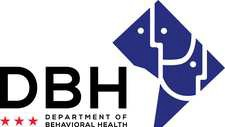 DBH
DEPARTMENT OF
BEHAVIORAL HEALTH